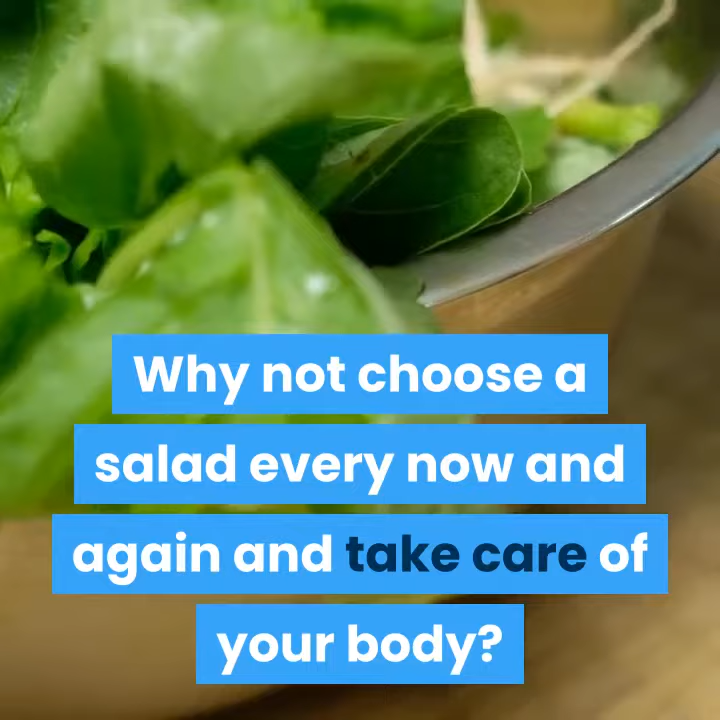 Why not choose a
salad every now and
again and take care of
your body?